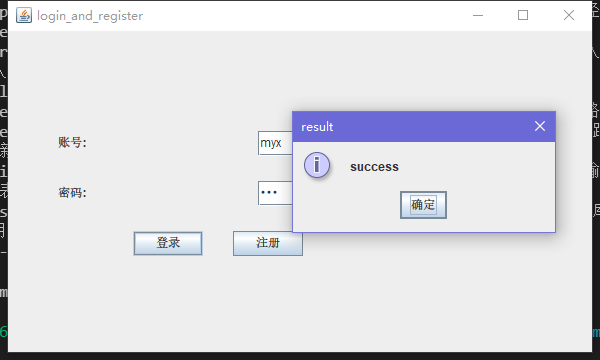 login_and_register
result
success
确定
账号:
myx
密码:
登录
注册